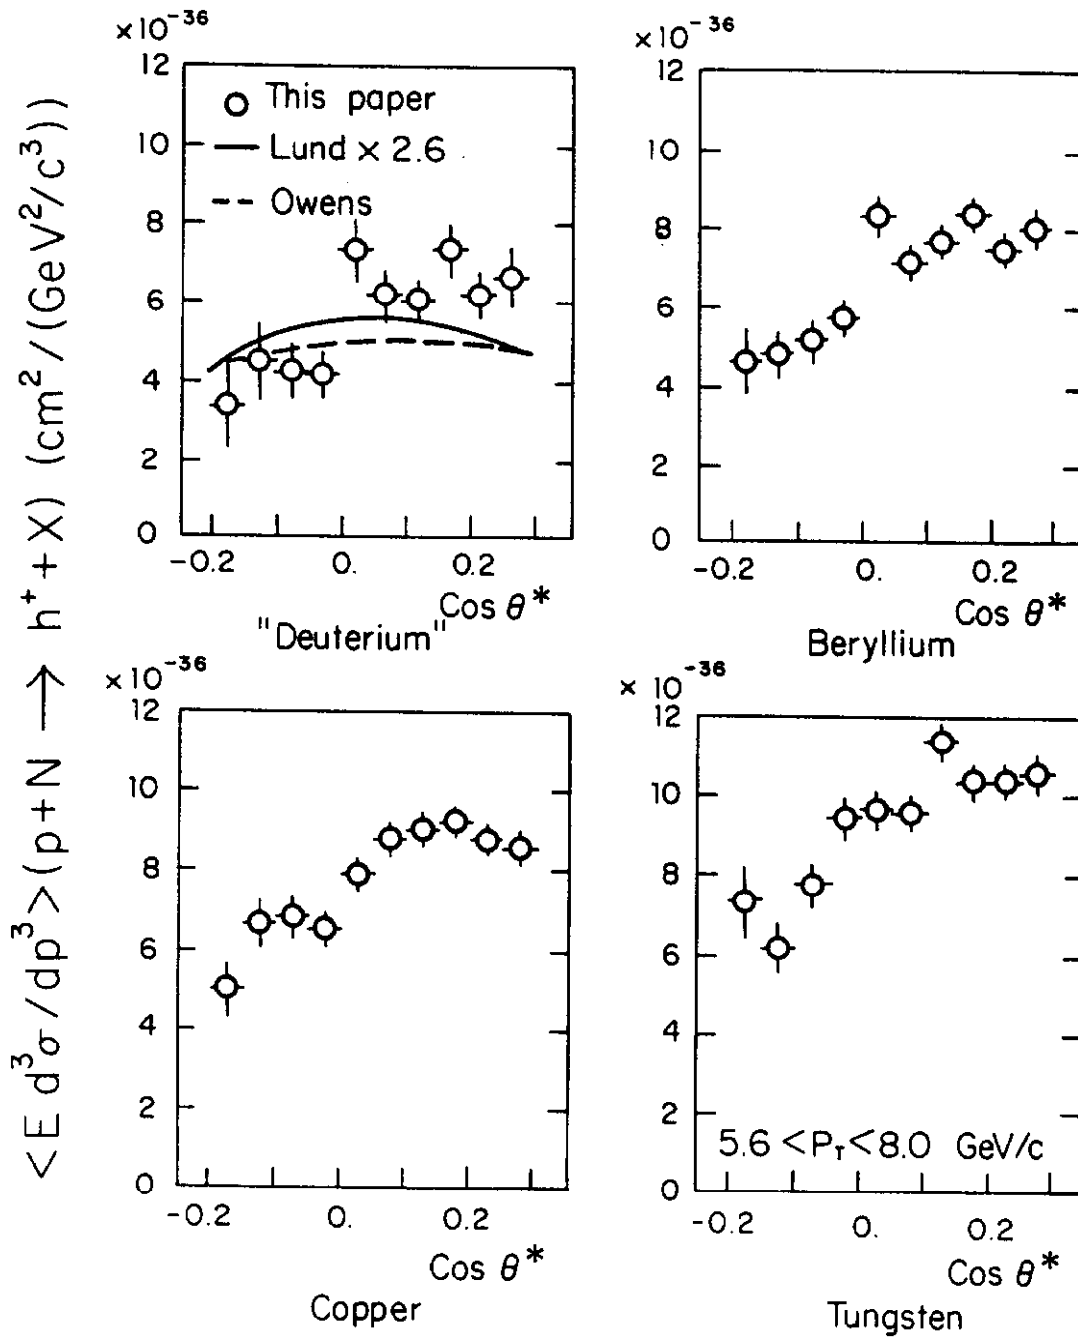 <E d³σ/dp³>(p+N → h⁺+X) (cm²/(GeV²/c³))
×10⁻³⁶
12
10
8
6
4
2
0
This paper
Lund × 2.6
Owens
-0.2 0. 0.2
Cos θ*
"Deuterium"
×10⁻³⁶
12
10
8
6
4
2
0
-0.2 0. 0.2
Cos θ*
Beryllium
×10⁻³⁶
12
10
8
6
4
2
0
-0.2 0. 0.2
Cos θ*
Copper
×10⁻³⁶
12
10
8
6
4
2
0
5.6 <P_T<8.0 GeV/c
-0.2 0. 0.2
Cos θ*
Tungsten